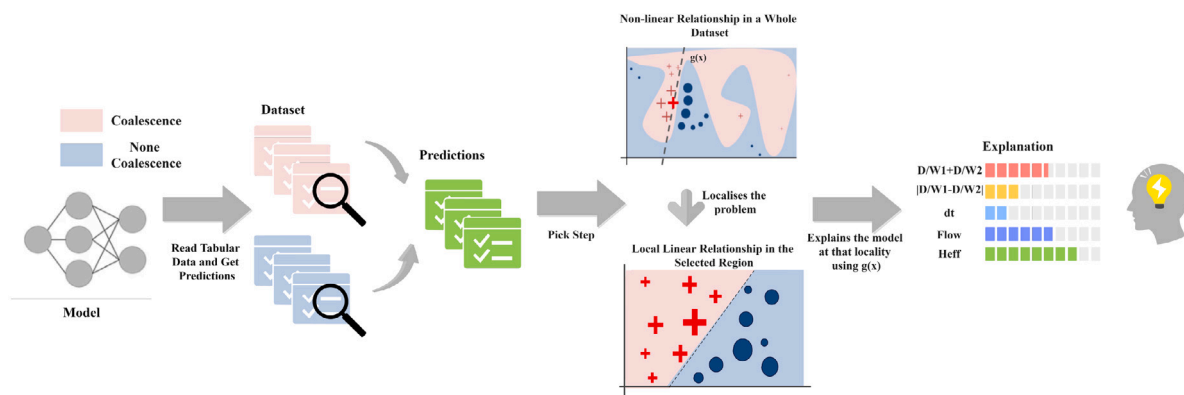 Coalescence
None
Coalescence
Model
Read Tabular
Data and Get
Predictions
Dataset
Predictions
Pick Step
Non-linear Relationship in a Whole
Dataset
g(x)
Localises the
problem
Local Linear Relationship in the
Selected Region
Explains the model
at that locality
using g(x)
Explanation
D/W1+D/W2
|D/W1-D/W2|
dt
Flow
Heff